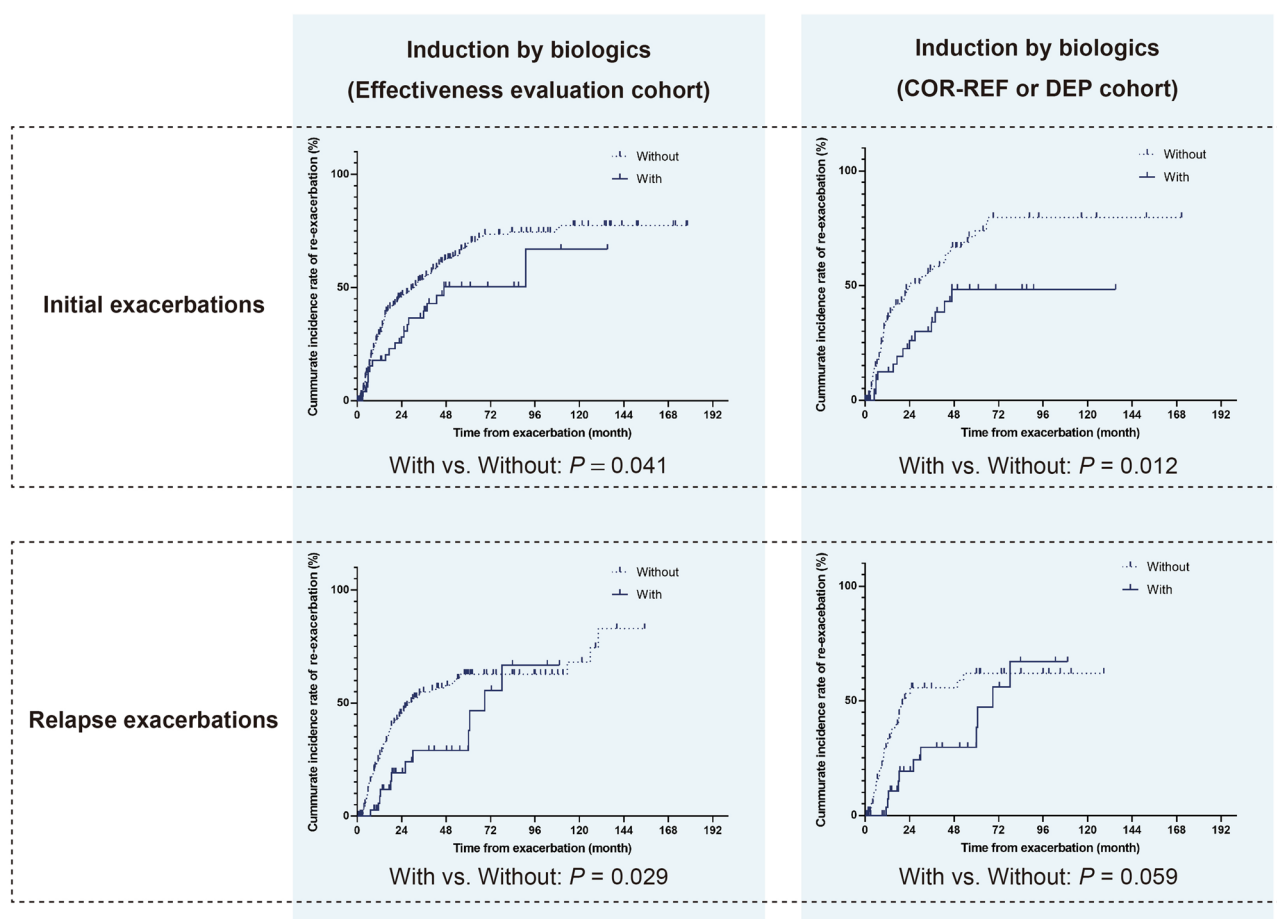 Induction by biologics
(Effectiveness evaluation cohort)
Induction by biologics
(COR-REF or DEP cohort)
Initial exacerbations
Cummurate incidence rate of re-exacerbation (%)
100
50
0
Without
With
0 24 48 72 96 120 144 168 192
Time from exacerbation (month)
With vs. Without: P = 0.041
Cummurate incidence rate of re-exacebation (%)
100
50
0
Without
With
0 24 48 72 96 120 144 168 192
Time from exacerbation (month)
With vs. Without: P = 0.012
Relapse exacerbations
Cummurate incidence rate of re-exacerbation (%)
100
50
0
Without
With
0 24 48 72 96 120 144 168 192
Time from exacerbation (month)
With vs. Without: P = 0.029
Cummurate incidence rate of re-exacebation (%)
100
50
0
Without
With
0 24 48 72 96 120 144 168 192
Time from exacerbation (month)
With vs. Without: P = 0.059